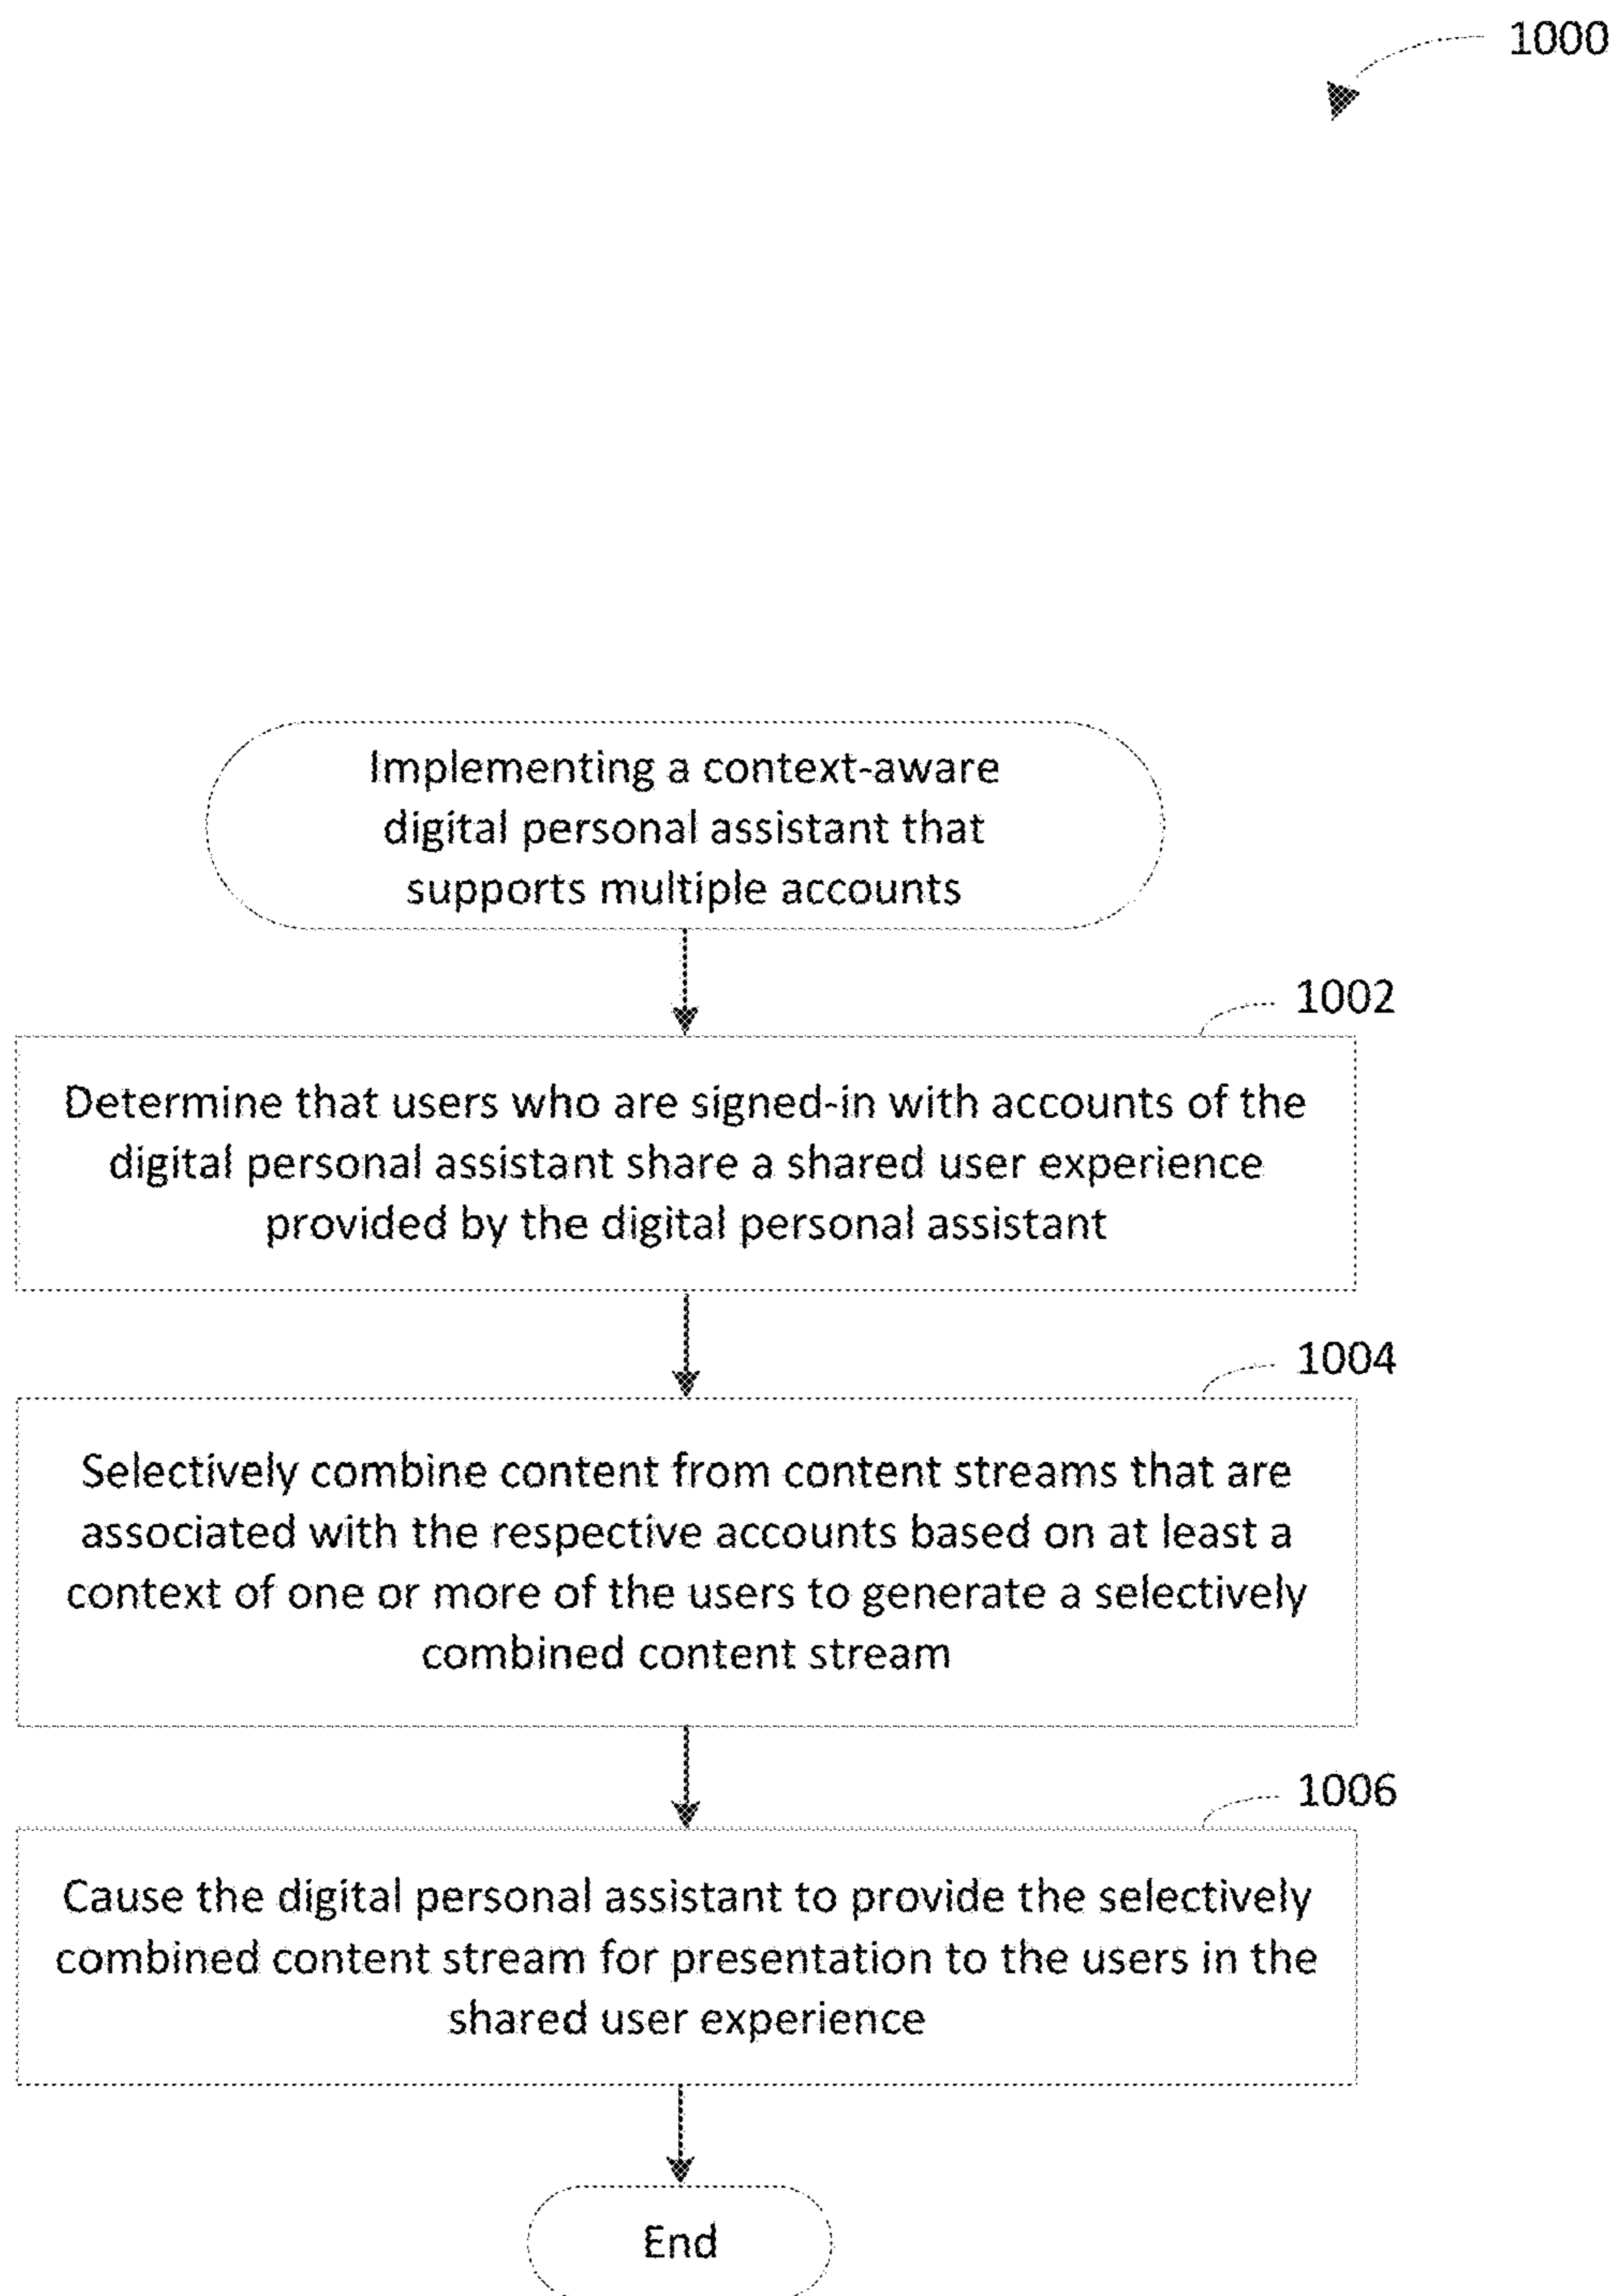 1000
Implementing a context-aware
digital personal assistant that
supports multiple accounts
1002
Determine that users who are signed-in with accounts of the
digital personal assistant share a shared user experience
provided by the digital personal assistant
1004
Selectively combine content from content streams that are
associated with the respective accounts based on at least a
context of one or more of the users to generate a selectively
combined content stream
1006
Cause the digital personal assistant to provide the selectively
combined content stream for presentation to the users in the
shared user experience
End